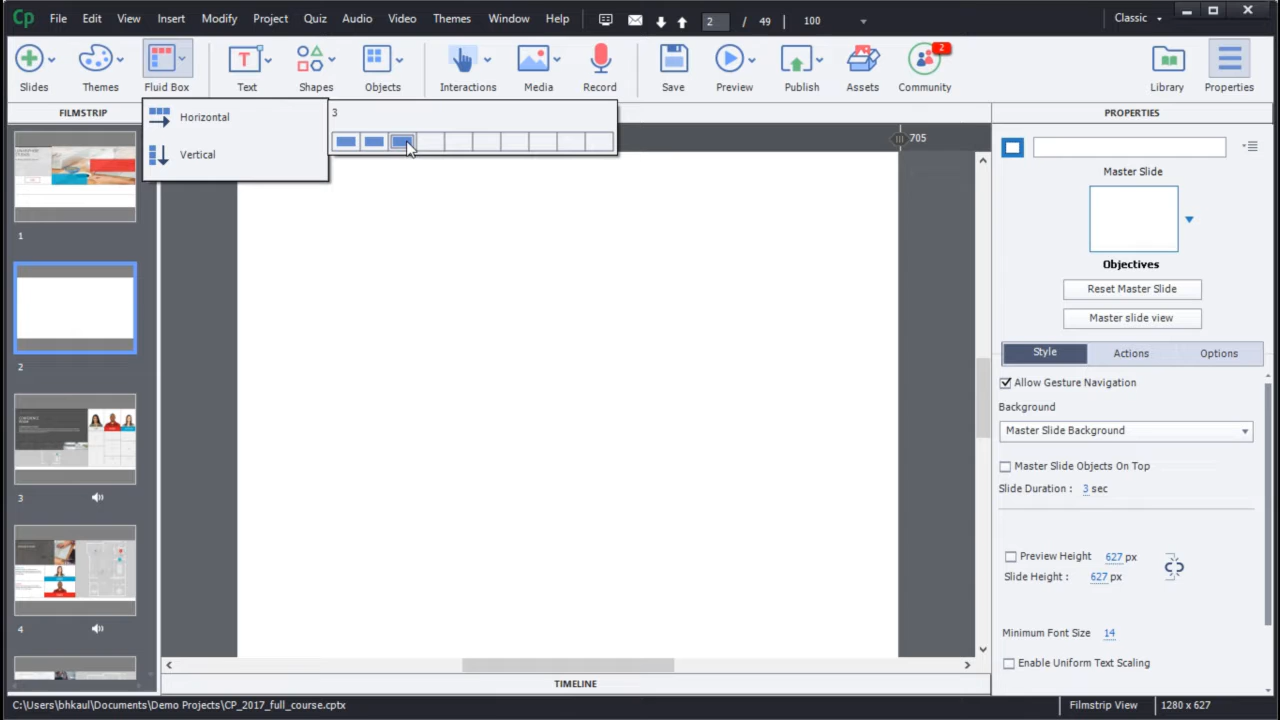 Cp File Edit View Insert Modify Project Quiz Audio Video Themes Window Help 2 / 49 100 Classic
Slides Themes Fluid Box Text Shapes Objects Interactions Media Record Save Preview Publish Assets Community 2 Library Properties
FILMSTRIP
Horizontal
Vertical
3
705
1
2
3
4
PROPERTIES
Master Slide
Objectives
Reset Master Slide
Master slide view
Style Actions Options
Allow Gesture Navigation
Background
Master Slide Background
Master Slide Objects On Top
Slide Duration : 3 sec
Preview Height 627 px
Slide Height : 627 px
Minimum Font Size 14
Enable Uniform Text Scaling
TIMELINE
C:\Users\bhkaul\Documents\Demo Projects\CP_2017_full_course.cptx Filmstrip View 1280 x 627